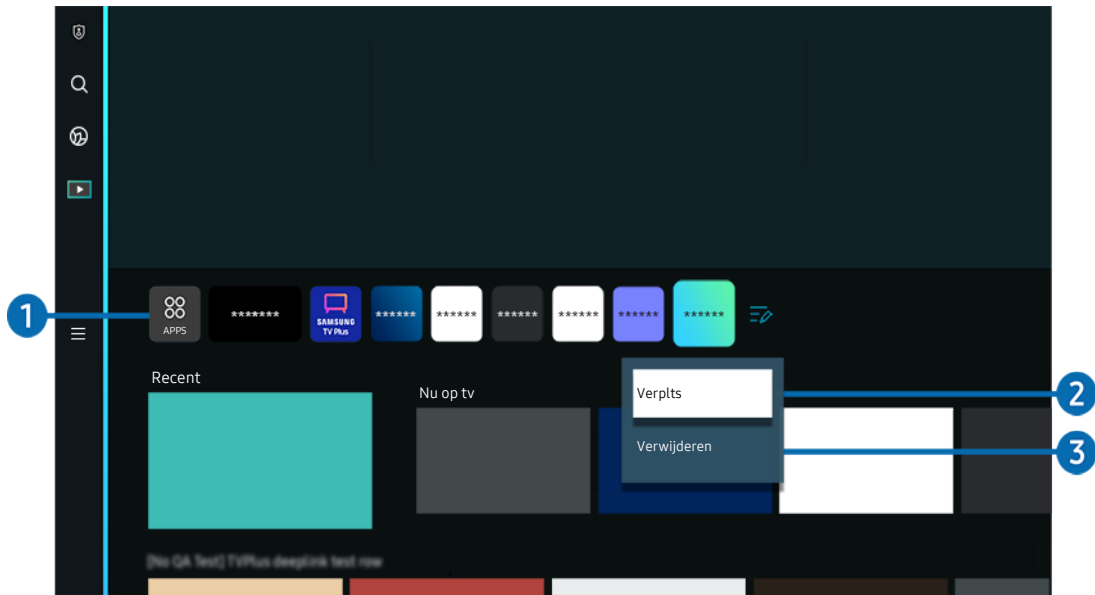 1
APPS
*******
SAMSUNG
TV Plus
******
******
******
******
******
******
Recent
Nu op tv
Verplts
2
Verwijderen
3
[No QA Test] TVPlus deeplink test row